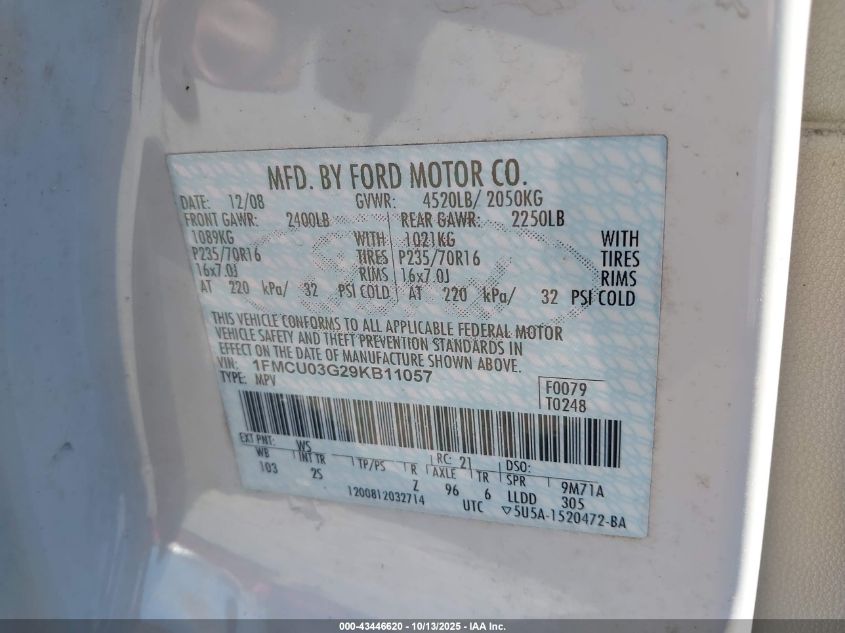 MFD. BY FORD MOTOR CO.
DATE: 12/08 GVWR: 4520LB/ 2050KG
FRONT GAWR: 2400LB REAR GAWR: 2250LB
1089KG WITH 1021KG WITH
P235/70R16 TIRES P235/70R16 TIRES
16x7.0J RIMS 16x7.0J RIMS
AT 220 kPa/ 32 PSI COLD AT 220 kPa/ 32 PSI COLD
THIS VEHICLE CONFORMS TO ALL APPLICABLE FEDERAL MOTOR
VEHICLE SAFETY AND THEFT PREVENTION STANDARDS IN
EFFECT ON THE DATE OF MANUFACTURE SHOWN ABOVE.
VIN: 1FMCU03G29KB11057
TYPE: MPV
F0079
T0248
EXT PNT: WS RC: 21 DSO:
WB INT TR TP/PS R AXLE TR SPR 9M71A
103 2S Z 96 6 LLDD 305
1200812032714 UTC ▽5U5A-1520472-BA
000-43446620 - 10/13/2025 - IAA Inc.